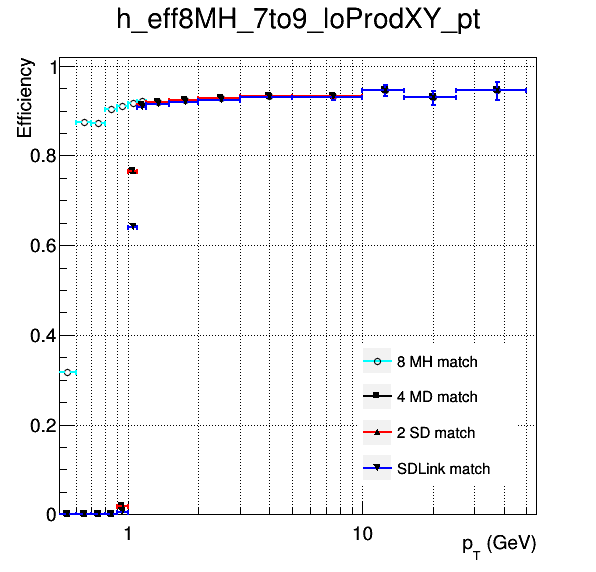 h_eff8MH_7to9_loProdXY_pt
Efficiency
1
0.8
0.6
0.4
0.2
0
8 MH match
4 MD match
2 SD match
SDLink match
1
10
p_T (GeV)